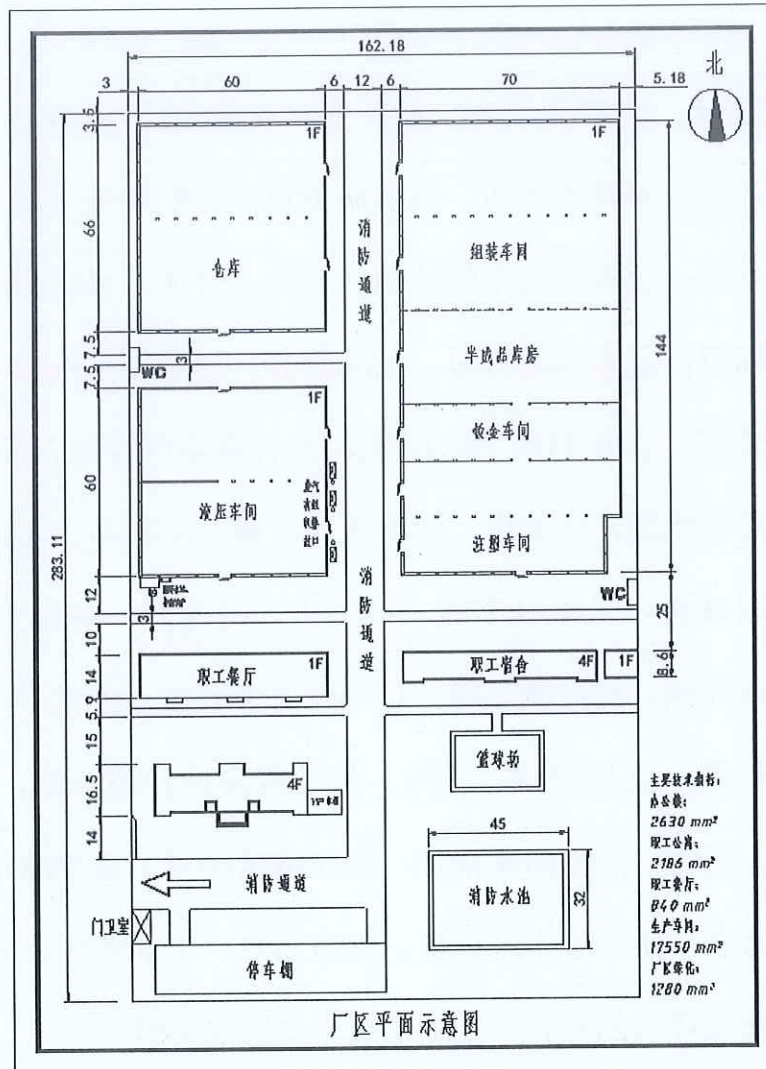 162.18
3
60
6
12
6
70
5.18
北
3.5
1F
1F
66
消防通道
仓库
组装车间
7.5
3
WC
半成品库房
144
7.5
1F
钣金车间
60
滚压车间
注塑车间
283.11
12
消防通道
WC
25
3
10
职工餐厅
1F
职工宿舍
4F
1F
8.6
14
5.9
15
篮球场
4F
16.5
14
45
消防通道
消防水池
32
门卫室
停车棚
主要技术指标:
办公楼:
2630 mm²
职工公寓:
2186 mm²
职工餐厅:
840 mm²
生产车间:
17550 mm²
厂区绿化:
1280 mm²
厂区平面示意图